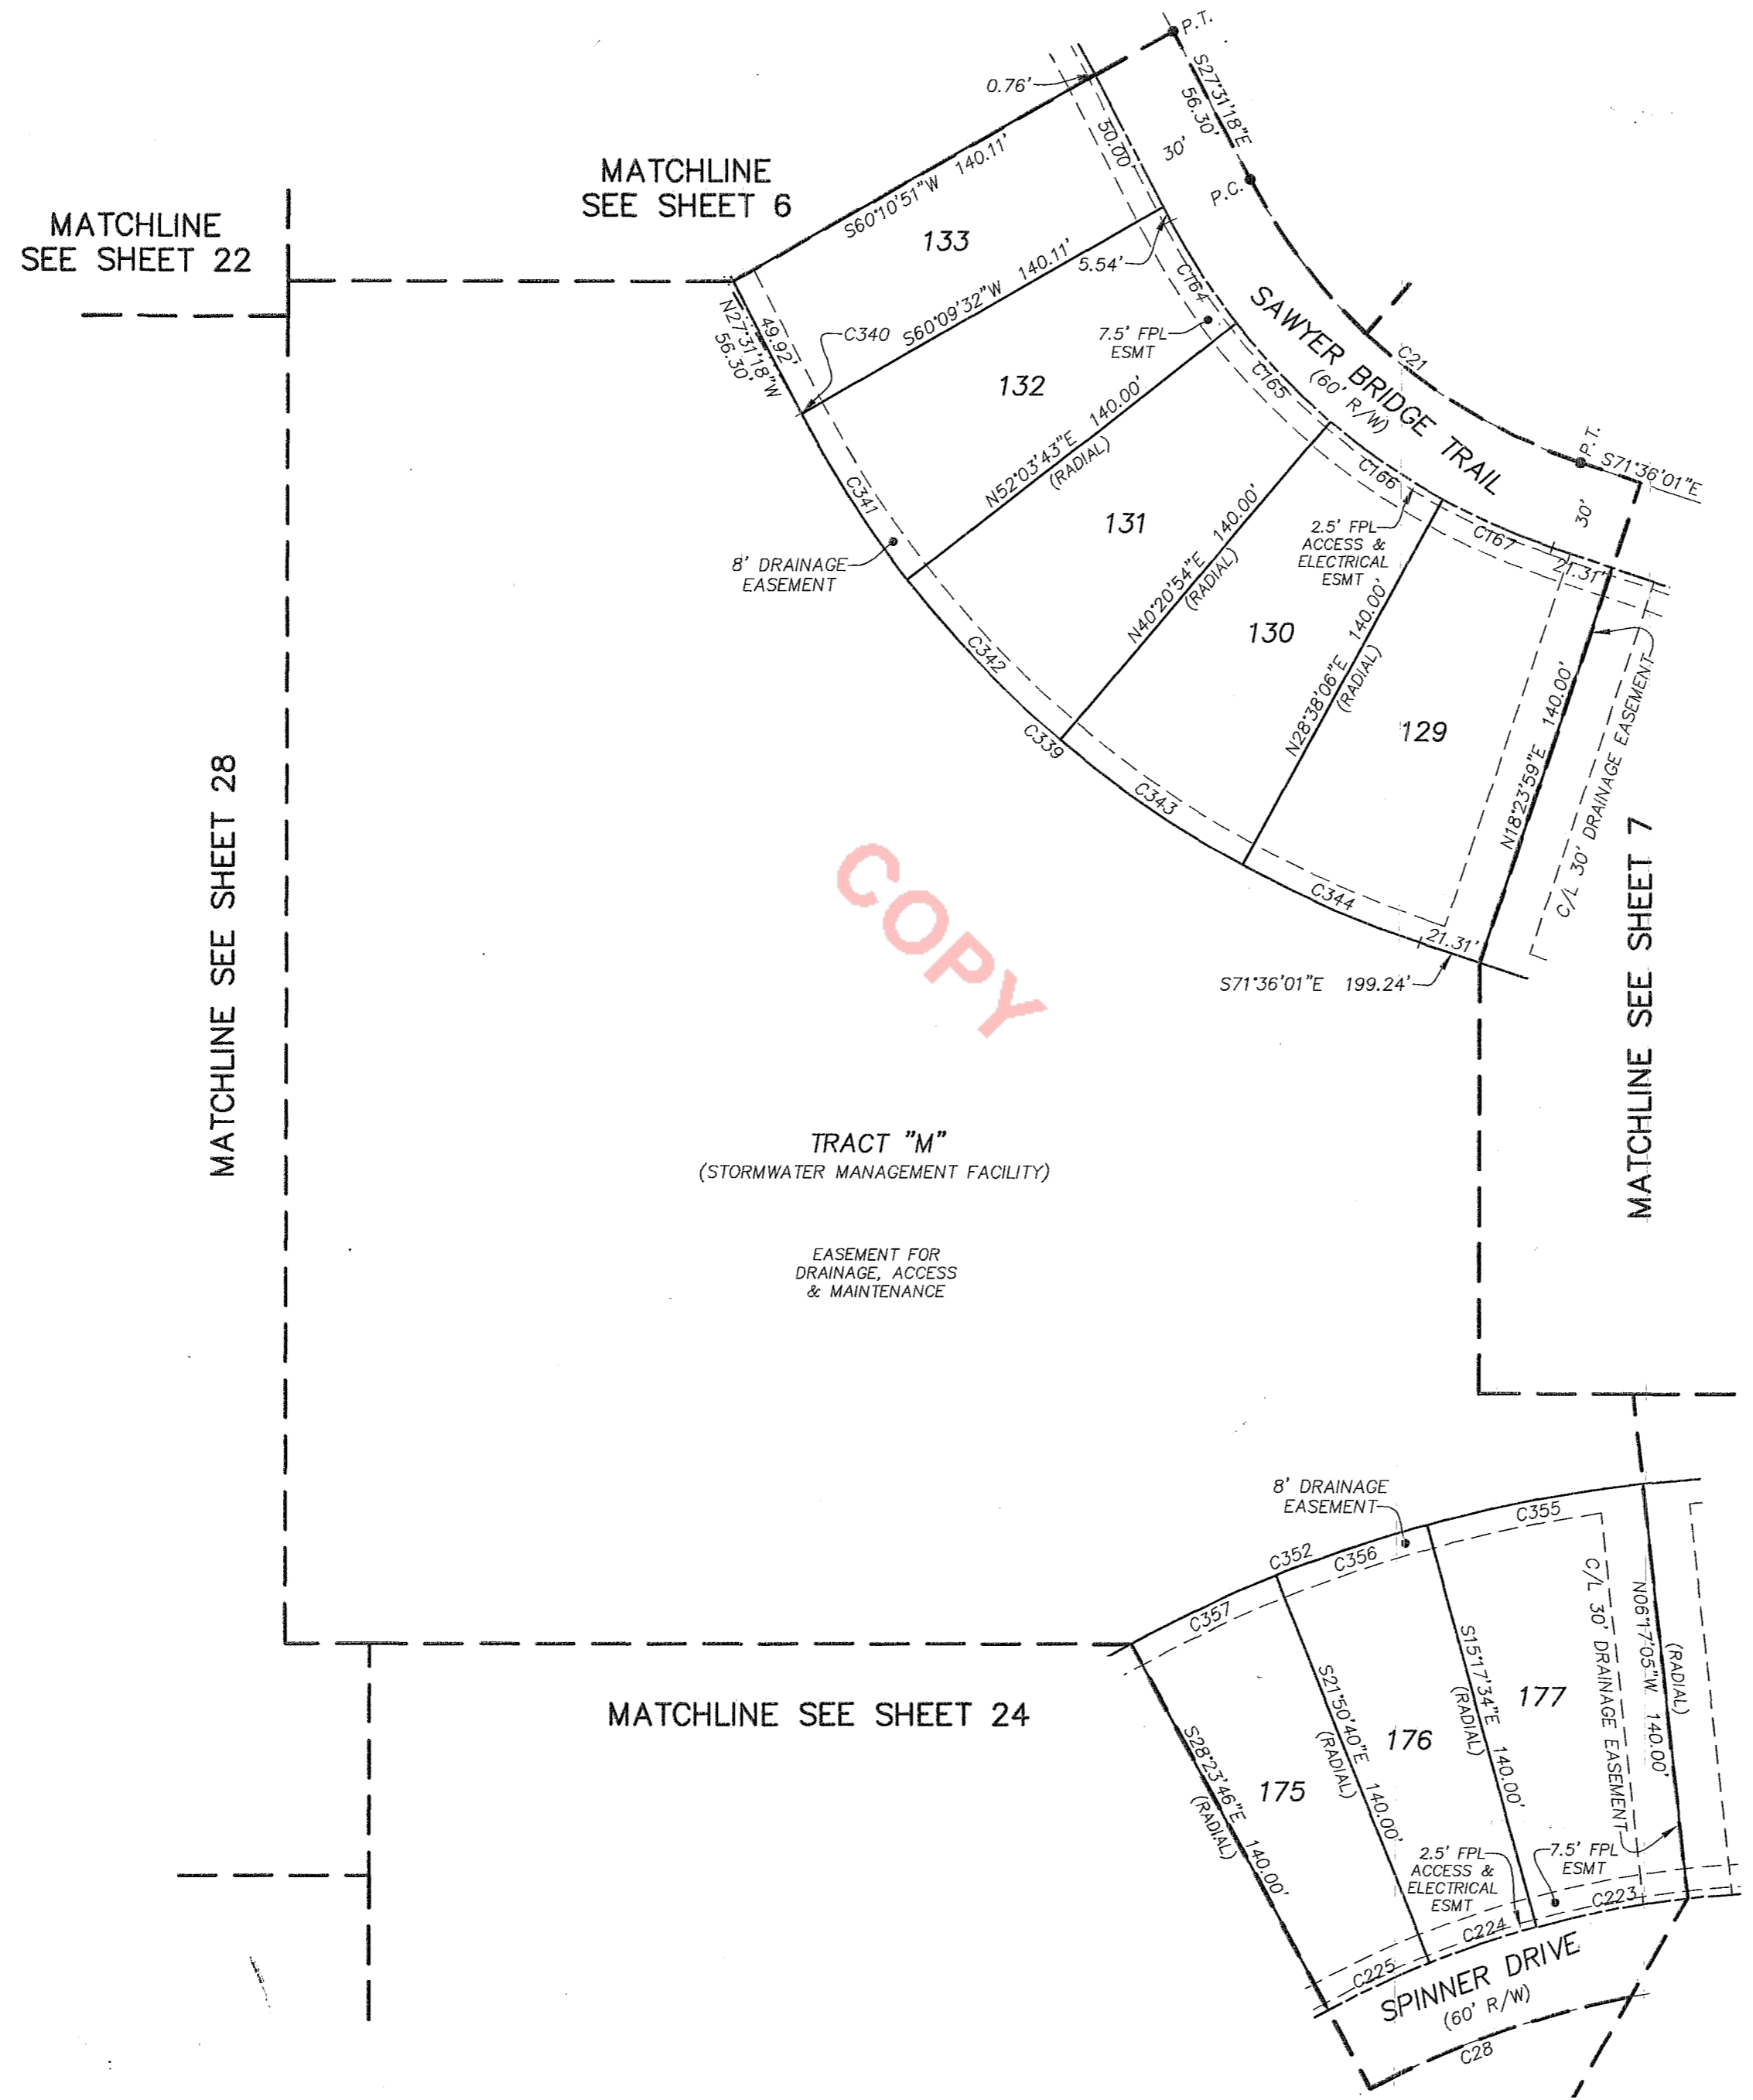 P.T.
S27°31'18"E
56.30'
0.76'
50.00'
30'
P.C.
MATCHLINE
SEE SHEET 6
S60°10'51"W 140.11'
133
MATCHLINE
SEE SHEET 22
5.54'
C164
S60°09'32"W 140.11'
49.92'
N27°31'18"W
56.30'
C340
7.5' FPL
ESMT
SAWYER BRIDGE TRAIL
(60' R/W)
C21
C165
132
N52°03'43"E 140.00'
(RADIAL)
P.T.
S71°36'01"E
30'
C166
C341
131
2.5' FPL
ACCESS &
ELECTRICAL
ESMT
C167
21.31'
8' DRAINAGE
EASEMENT
N40°20'54"E 140.00'
(RADIAL)
130
C342
N28°38'06"E 140.00'
(RADIAL)
129
N18°23'59"E 140.00'
C/L 30' DRAINAGE EASEMENT
C339
C343
C344
21.31'
S71°36'01"E 199.24'
MATCHLINE SEE SHEET 28
MATCHLINE SEE SHEET 7
COPY
TRACT "M"
(STORMWATER MANAGEMENT FACILITY)
EASEMENT FOR
DRAINAGE, ACCESS
& MAINTENANCE
8' DRAINAGE
EASEMENT
C355
C352
C356
C357
C/L 30' DRAINAGE EASEMENT
N06°17'05"W 140.00'
(RADIAL)
S15°17'34"E 140.00'
(RADIAL)
177
S21°50'40"E 140.00'
(RADIAL)
176
MATCHLINE SEE SHEET 24
S28°23'46"E 140.00'
(RADIAL)
175
2.5' FPL
ACCESS &
ELECTRICAL
ESMT
7.5' FPL
ESMT
C223
C224
C225
SPINNER DRIVE
(60' R/W)
C28